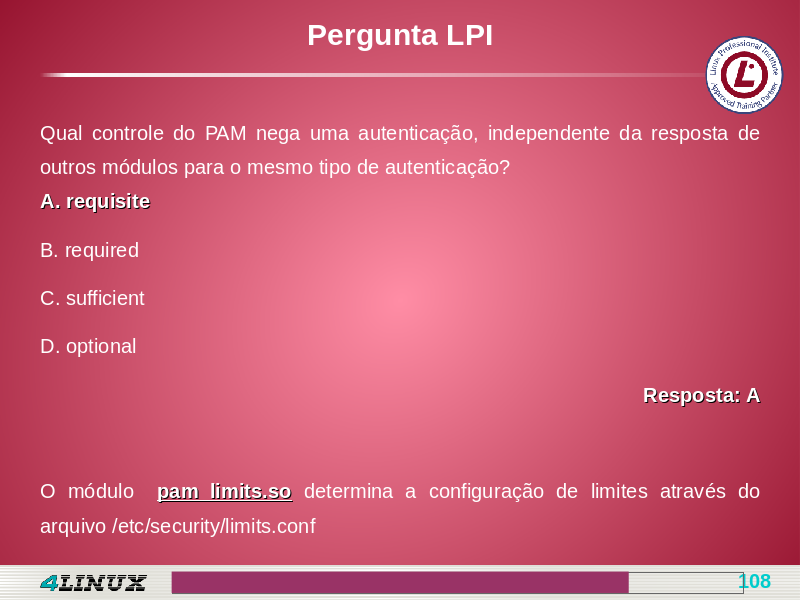 Pergunta LPI
Linux Professional Institute
Approved Training Partner
Qual controle do PAM nega uma autenticação, independente da resposta de
outros módulos para o mesmo tipo de autenticação?
A. requisite
B. required
C. sufficient
D. optional
Resposta: A
O módulo pam_limits.so determina a configuração de limites através do
arquivo /etc/security/limits.conf
4LINUX
108